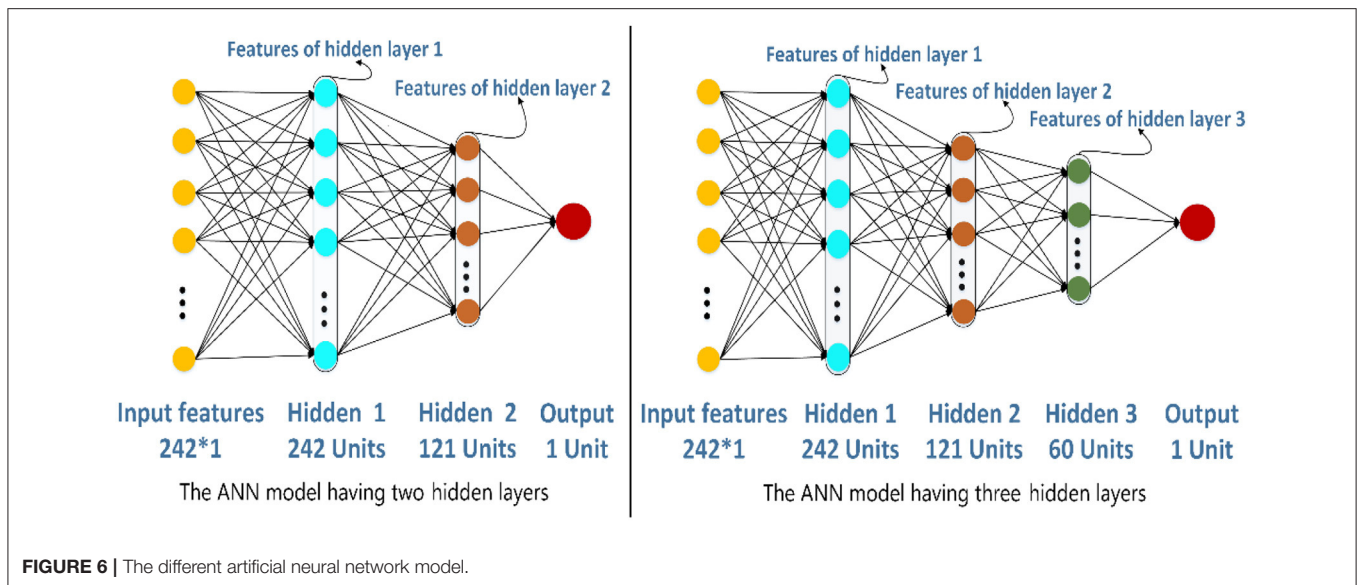 Features of hidden layer 1
Features of hidden layer 2
Input features Hidden 1 Hidden 2 Output
242*1 242 Units 121 Units 1 Unit
The ANN model having two hidden layers
Features of hidden layer 1
Features of hidden layer 2
Features of hidden layer 3
Input features Hidden 1 Hidden 2 Hidden 3 Output
242*1 242 Units 121 Units 60 Units 1 Unit
The ANN model having three hidden layers
FIGURE 6 | The different artificial neural network model.